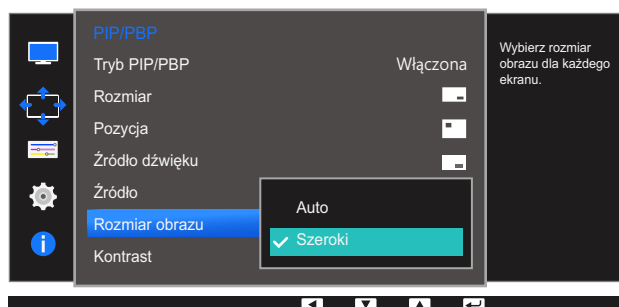 PIP/PBP
Tryb PIP/PBP Włączona
Rozmiar
Pozycja
Źródło dźwięku
Źródło
Rozmiar obrazu
Kontrast
Auto
Szeroki
Wybierz rozmiar
obrazu dla każdego
ekranu.